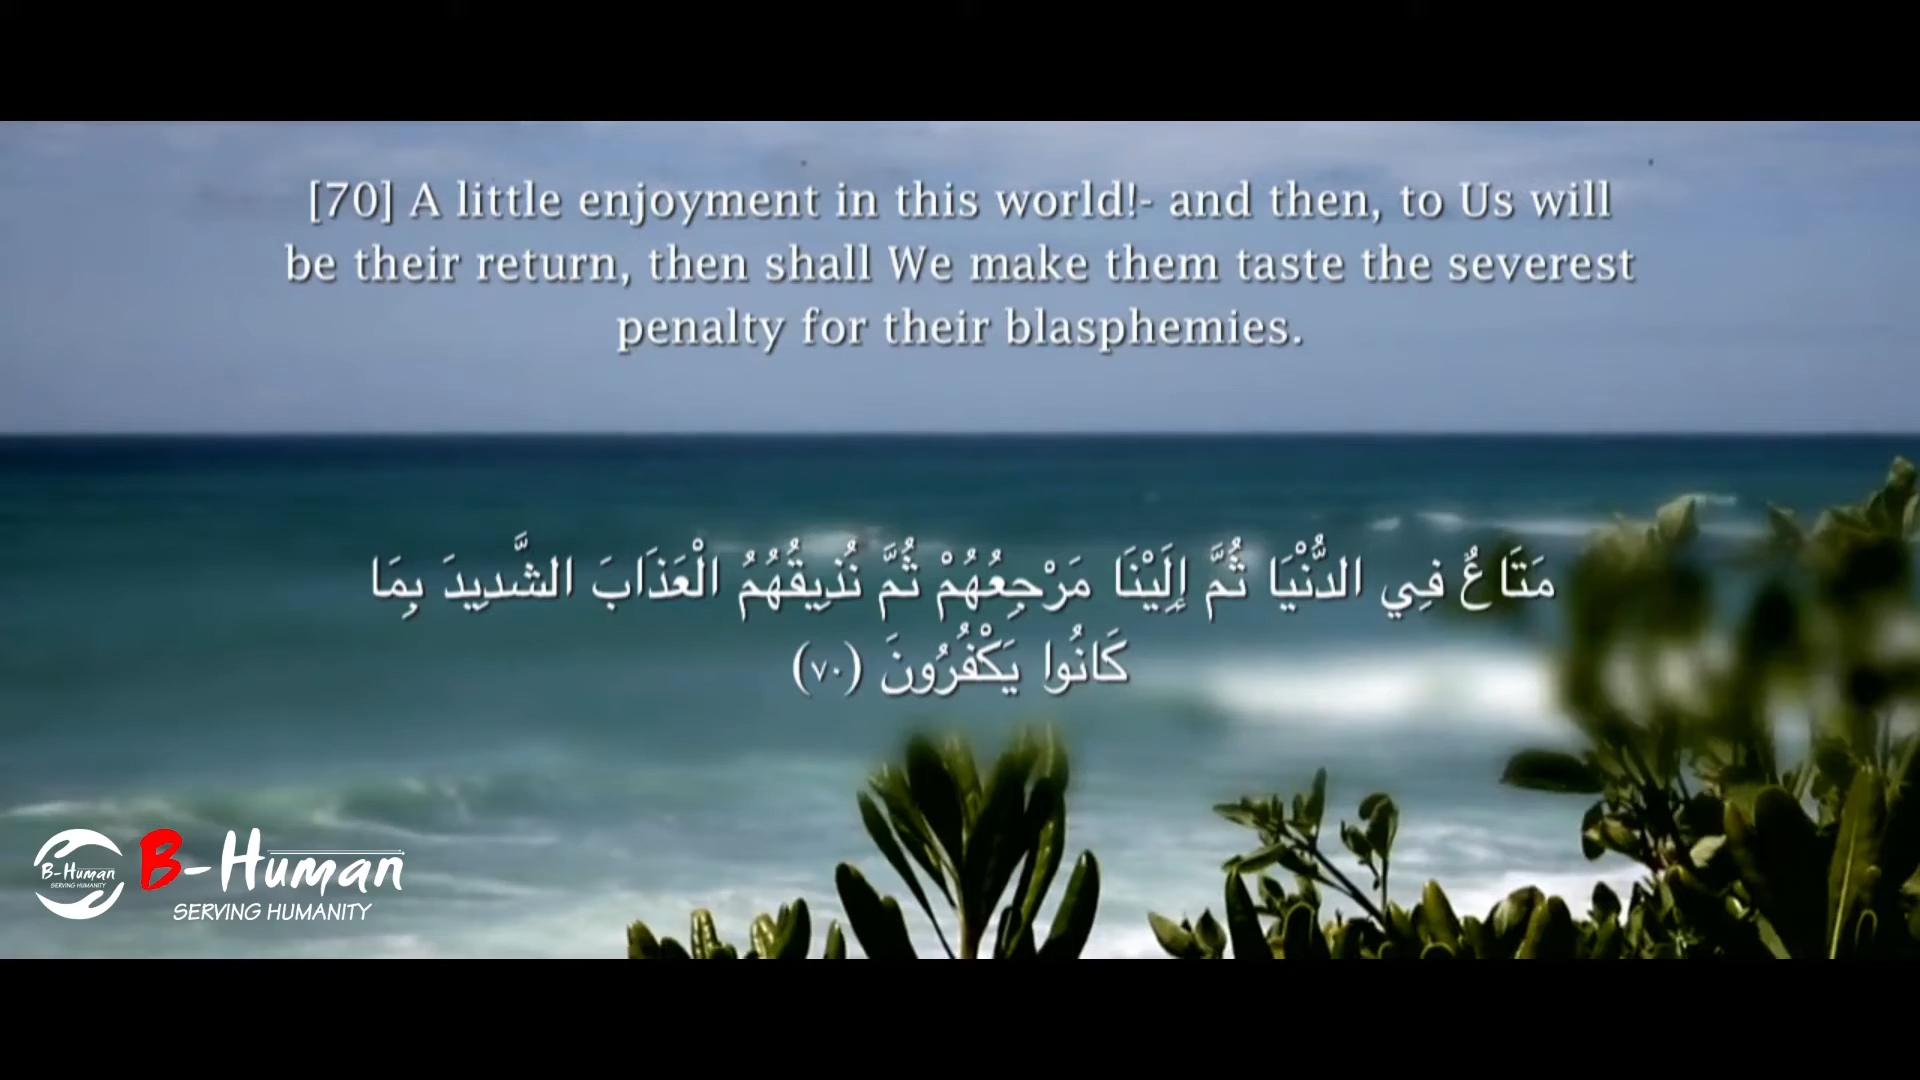 [70] A little enjoyment in this world!- and then, to Us will
be their return, then shall We make them taste the severest
penalty for their blasphemies.
مَتَاعٌ فِي الدُّنْيَا ثُمَّ إِلَيْنَا مَرْجِعُهُمْ ثُمَّ نُذِيقُهُمُ الْعَذَابَ الشَّدِيدَ بِمَا
كَانُوا يَكْفُرُونَ (٧٠)
B-Human
SERVING HUMANITY
B-Human
SERVING HUMANITY